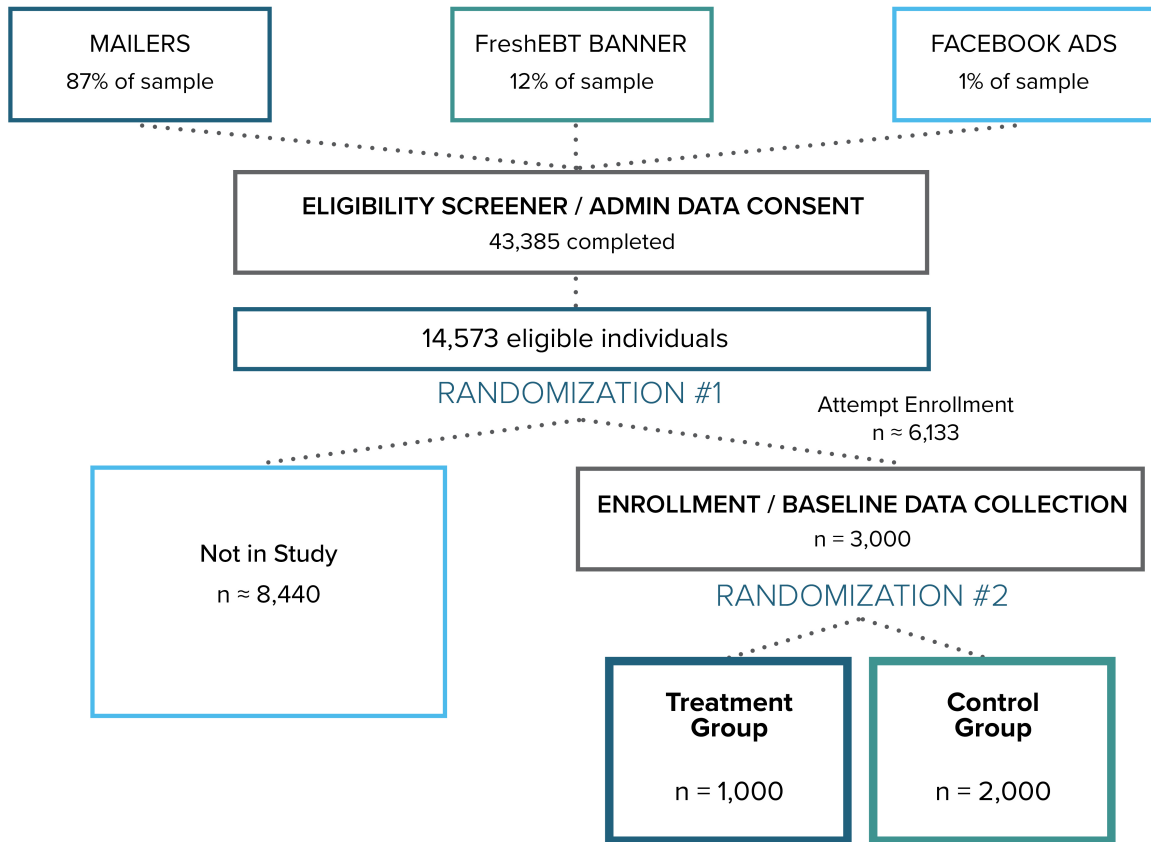 MAILERS
87% of sample
FreshEBT BANNER
12% of sample
FACEBOOK ADS
1% of sample
ELIGIBILITY SCREENER / ADMIN DATA CONSENT
43,385 completed
14,573 eligible individuals
RANDOMIZATION #1
Attempt Enrollment
n ≈ 6,133
Not in Study
n ≈ 8,440
ENROLLMENT / BASELINE DATA COLLECTION
n = 3,000
RANDOMIZATION #2
Treatment
Group
n = 1,000
Control
Group
n = 2,000